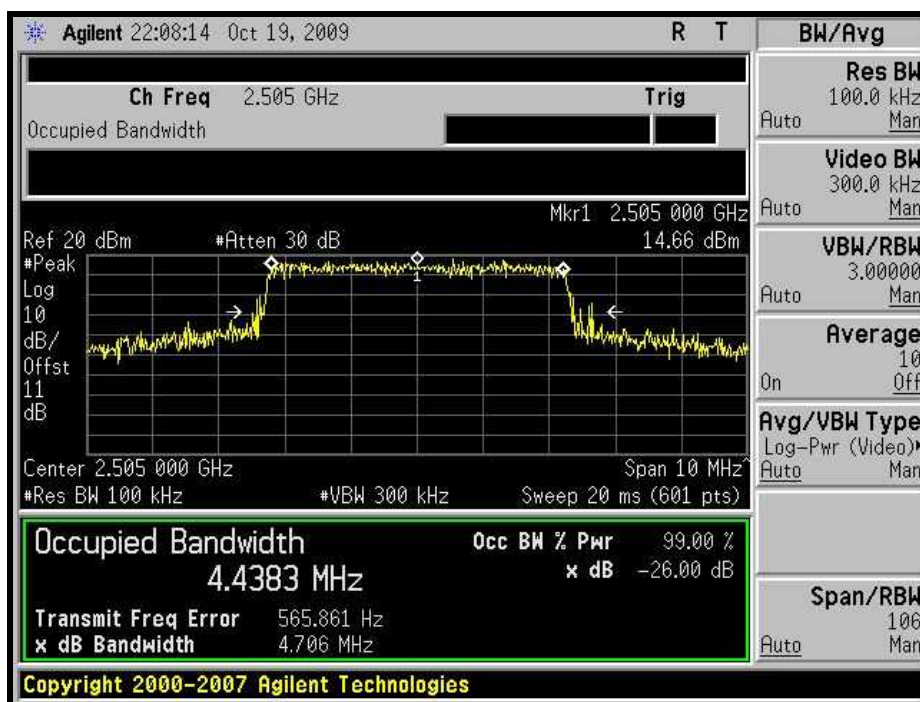 Agilent 22:08:14 Oct 19, 2009 R T
Ch Freq 2.505 GHz Trig
Occupied Bandwidth
Mkr1 2.505 000 GHz
Ref 20 dBm #Atten 30 dB 14.66 dBm
#Peak
Log
10
dB/
Offst
11
dB
1
Center 2.505 000 GHz Span 10 MHz
#Res BW 100 kHz #VBW 300 kHz Sweep 20 ms (601 pts)
Occupied Bandwidth
4.4383 MHz
Occ BW % Pwr 99.00 %
x dB -26.00 dB
Transmit Freq Error 565.861 Hz
x dB Bandwidth 4.706 MHz
Copyright 2000-2007 Agilent Technologies
BW/Avg
Res BW
100.0 kHz
Auto Man
Video BW
300.0 kHz
Auto Man
VBW/RBW
3.00000
Auto Man
Average
10
On Off
Avg/VBW Type
Log-Pwr (Video)
Auto Man
Span/RBW
106
Auto Man